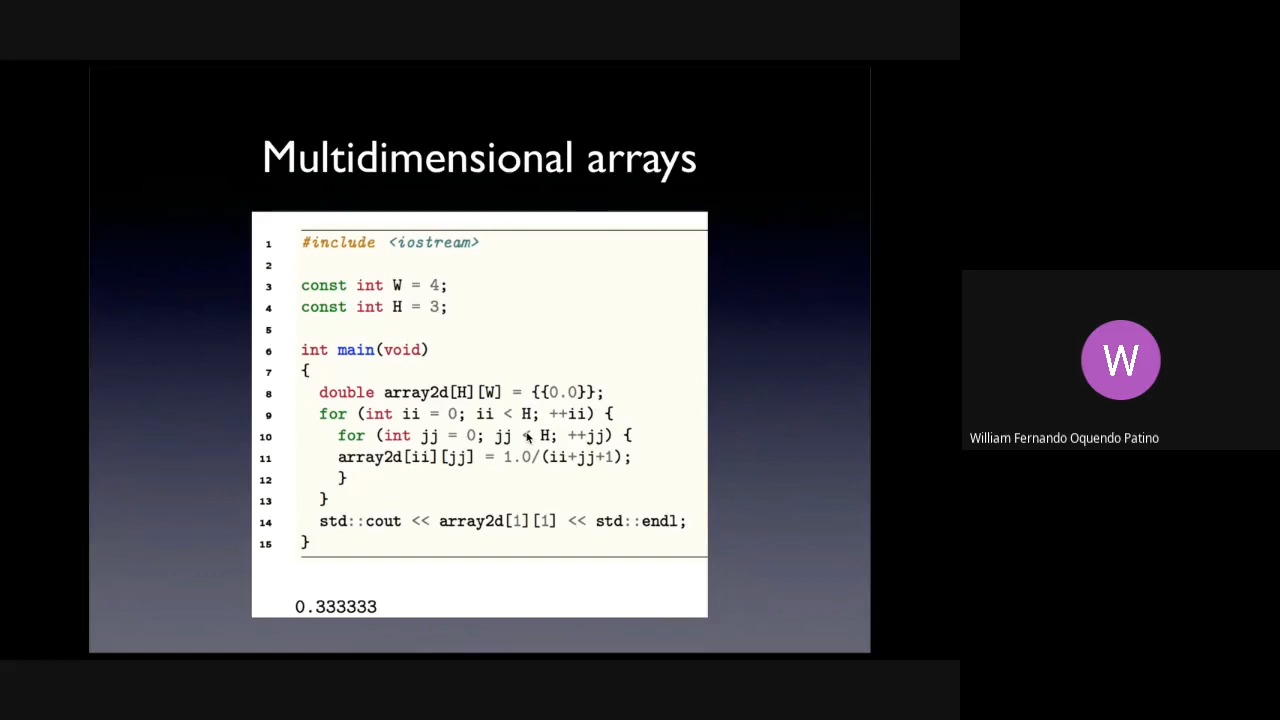 Multidimensional arrays
1 #include <iostream>
2
3 const int W = 4;
4 const int H = 3;
5
6 int main(void)
7 {
8 double array2d[H][W] = {{0.0}};
9 for (int ii = 0; ii < H; ++ii) {
10 for (int jj = 0; jj < H; ++jj) {
11 array2d[ii][jj] = 1.0/(ii+jj+1);
12 }
13 }
14 std::cout << array2d[1][1] << std::endl;
15 }
0.333333
W
William Fernando Oquendo Patino